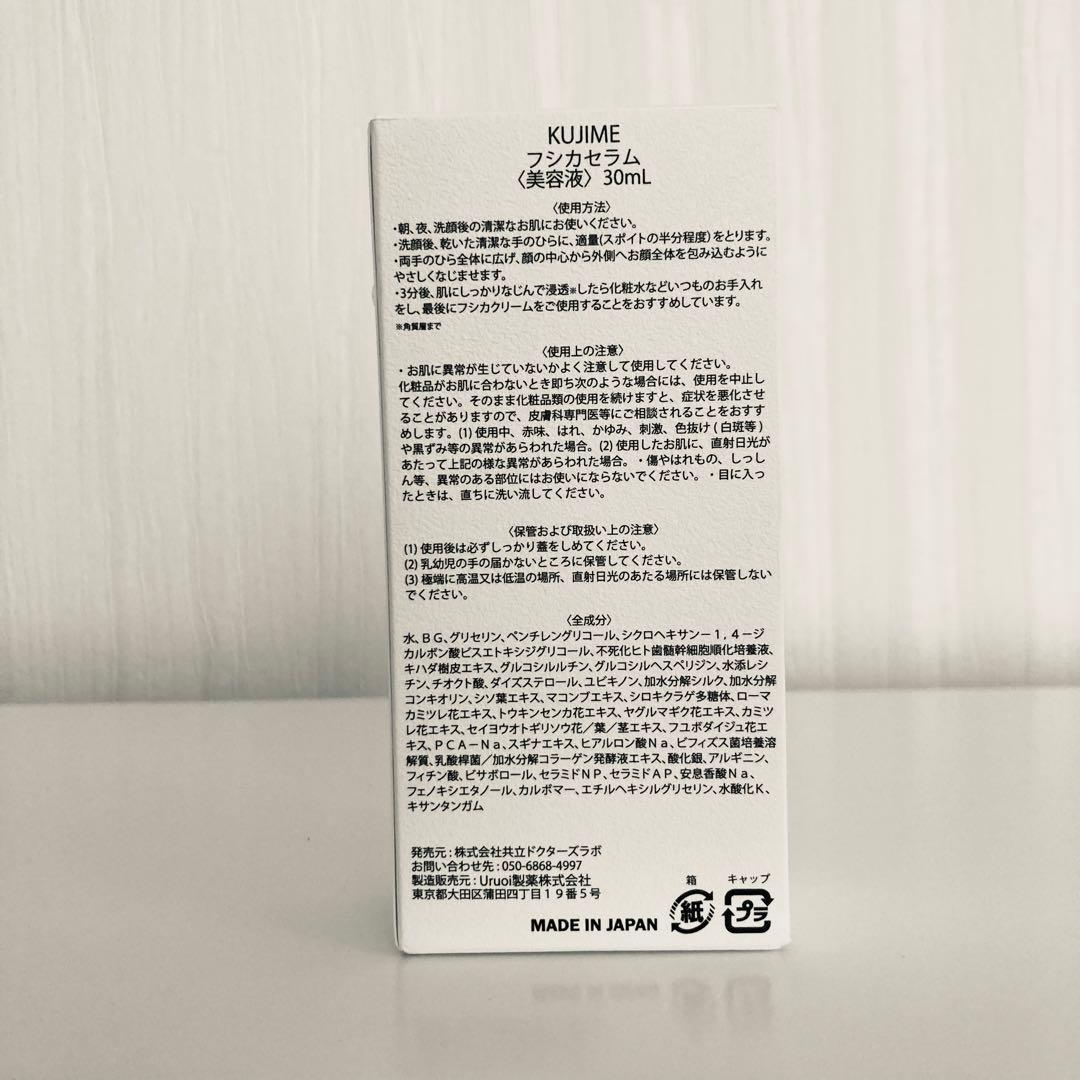 KUJIME
フシカセラム
〈美容液〉30mL
〈使用方法〉
・朝、夜、洗顔後の清潔なお肌にお使いください。
・洗顔後、乾いた清潔な手のひらに、適量(スポイトの半分程度)をとります。
・両手のひら全体に広げ、顔の中心から外側へお顔全体を包み込むように
やさしくなじませます。
・3分後、肌にしっかりなじんで浸透※したら化粧水などいつものお手入れ
をし、最後にフシカクリームをご使用することをおすすめしています。
※角質層まで
〈使用上の注意〉
・お肌に異常が生じていないかよく注意して使用してください。
化粧品がお肌に合わないとき即ち次のような場合には、使用を中止し
てください。そのまま化粧品類の使用を続けますと、症状を悪化させ
ることがありますので、皮膚科専門医等にご相談されることをおすす
めします。(1) 使用中、赤味、はれ、かゆみ、刺激、色抜け ( 白斑等 )
や黒ずみ等の異常があらわれた場合。(2) 使用したお肌に、直射日光が
あたって上記の様な異常があらわれた場合。・傷やはれもの、しっし
ん等、異常のある部位にはお使いにならないでください。・目に入っ
たときは、直ちに洗い流してください。
〈保管および取扱い上の注意〉
(1) 使用後は必ずしっかり蓋をしめてください。
(2) 乳幼児の手の届かないところに保管してください。
(3) 極端に高温又は低温の場所、直射日光のあたる場所には保管しない
でください。
〈全成分〉
水、ＢＧ、グリセリン、ペンチレングリコール、シクロヘキサン－１，４－ジ
カルボン酸ビスエトキシジグリコール、不死化ヒト歯髄幹細胞順化培養液、
キハダ樹皮エキス、グルコシルルチン、グルコシルヘスペリジン、水添レシ
チン、チオクト酸、ダイズステロール、ユビキノン、加水分解シルク、加水分解
コンキオリン、シソ葉エキス、マコンブエキス、シロキクラゲ多糖体、ローマ
カミツレ花エキス、トウキンセンカ花エキス、ヤグルマギク花エキス、カミツ
レ花エキス、セイヨウオトギリソウ花／葉／茎エキス、フユボダイジュ花エ
キス、ＰＣＡ－Ｎａ、スギナエキス、ヒアルロン酸Ｎａ、ビフィズス菌培養溶
解質、乳酸桿菌／加水分解コラーゲン発酵液エキス、酸化銀、アルギニン、
フィチン酸、ビサボロール、セラミドＮＰ、セラミドＡＰ、安息香酸Ｎａ、
フェノキシエタノール、カルボマー、エチルヘキシルグリセリン、水酸化Ｋ、
キサンタンガム
発売元：株式会社共立ドクターズラボ
お問い合わせ先：050-6868-4997
製造販売元：Uruoi製薬株式会社
東京都大田区蒲田四丁目１９番５号
MADE IN JAPAN
箱
紙
キャップ
プラ